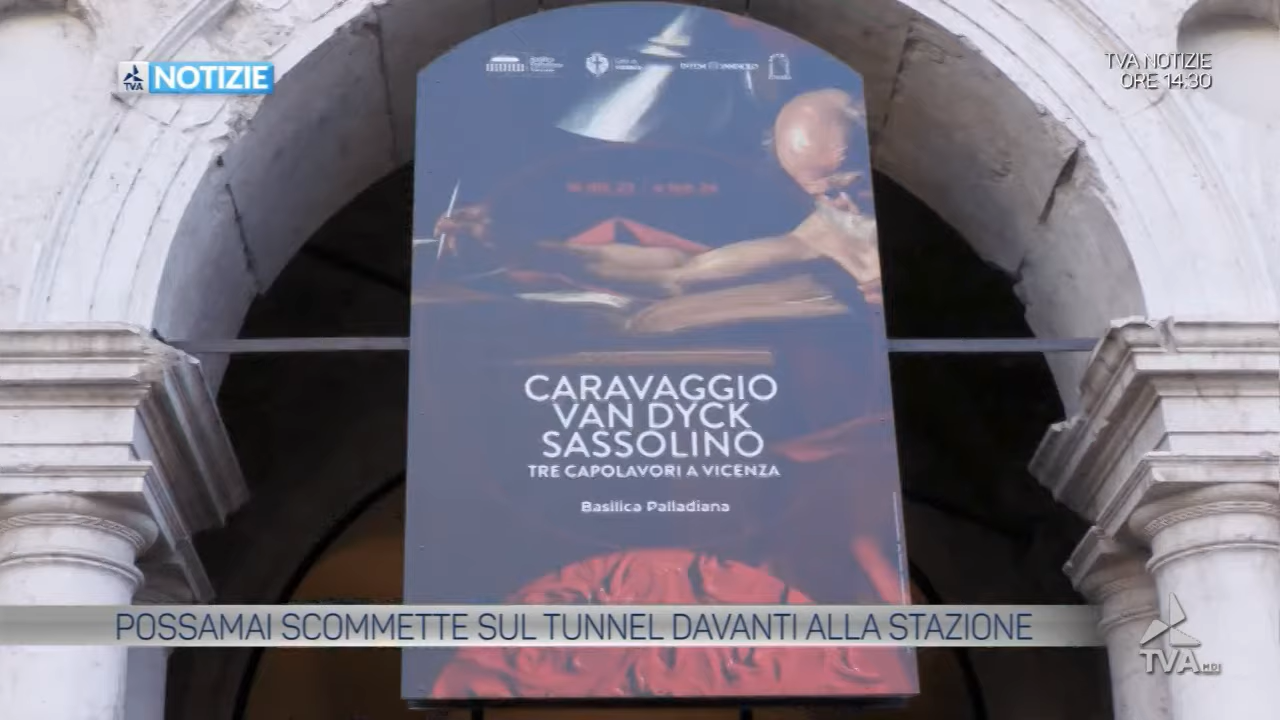 TVA NOTIZIE
TVA NOTIZIE
ORE 14:30
CARAVAGGIO
VAN DYCK
SASSOLINO
TRE CAPOLAVORI A VICENZA
Basilica Palladiana
POSSAMAI SCOMMETTE SUL TUNNEL DAVANTI ALLA STAZIONE
TVA